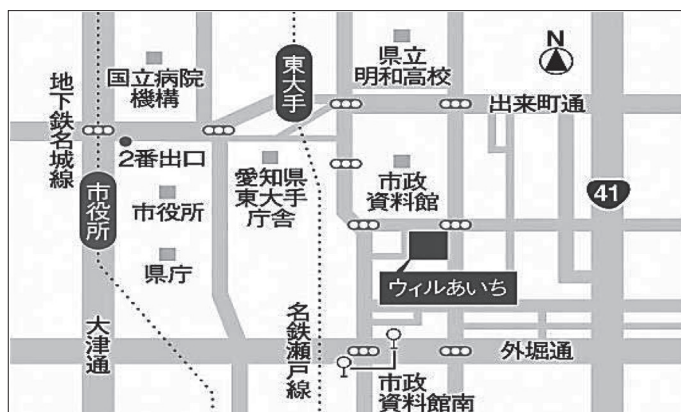 国立病院
機構
東大手
県立
明和高校
N
地下鉄名城線
出来町通
2番出口
愛知県
東大手
庁舎
市政
資料館
41
市役所
市役所
県庁
ウィルあいち
大津通
名鉄瀬戸線
外堀通
市政
資料館南